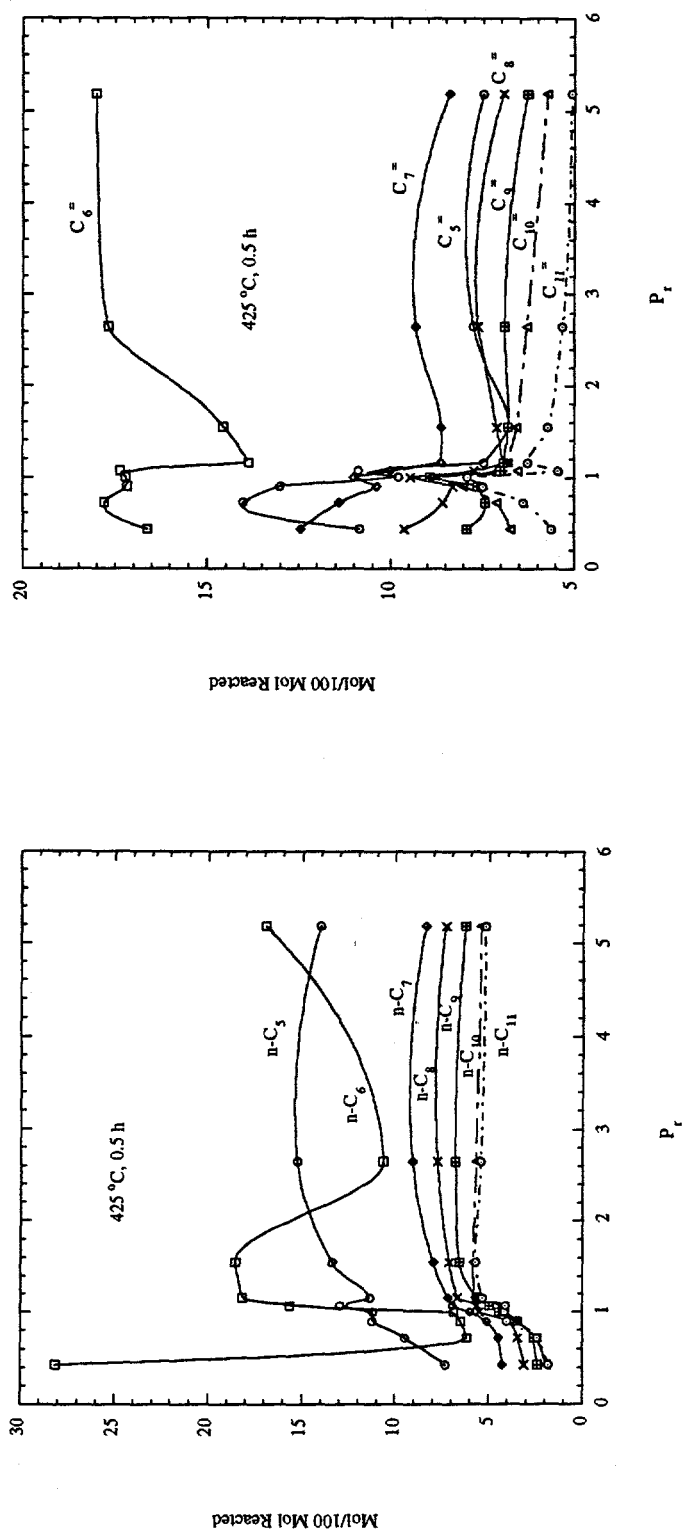 30
25
20
15
10
5
0
0
1
2
3
4
5
6
425 °C, 0.5 h
n-C5
n-C6
n-C7
n-C8
n-C9
n-C10
n-C11
Mol/100 Mol Reacted
Pr
20
15
10
5
0
1
2
3
4
5
6
425 °C, 0.5 h
C6=
C7=
C5=
C8=
C9=
C10=
C11=
Mol/100 Mol Reacted
Pr